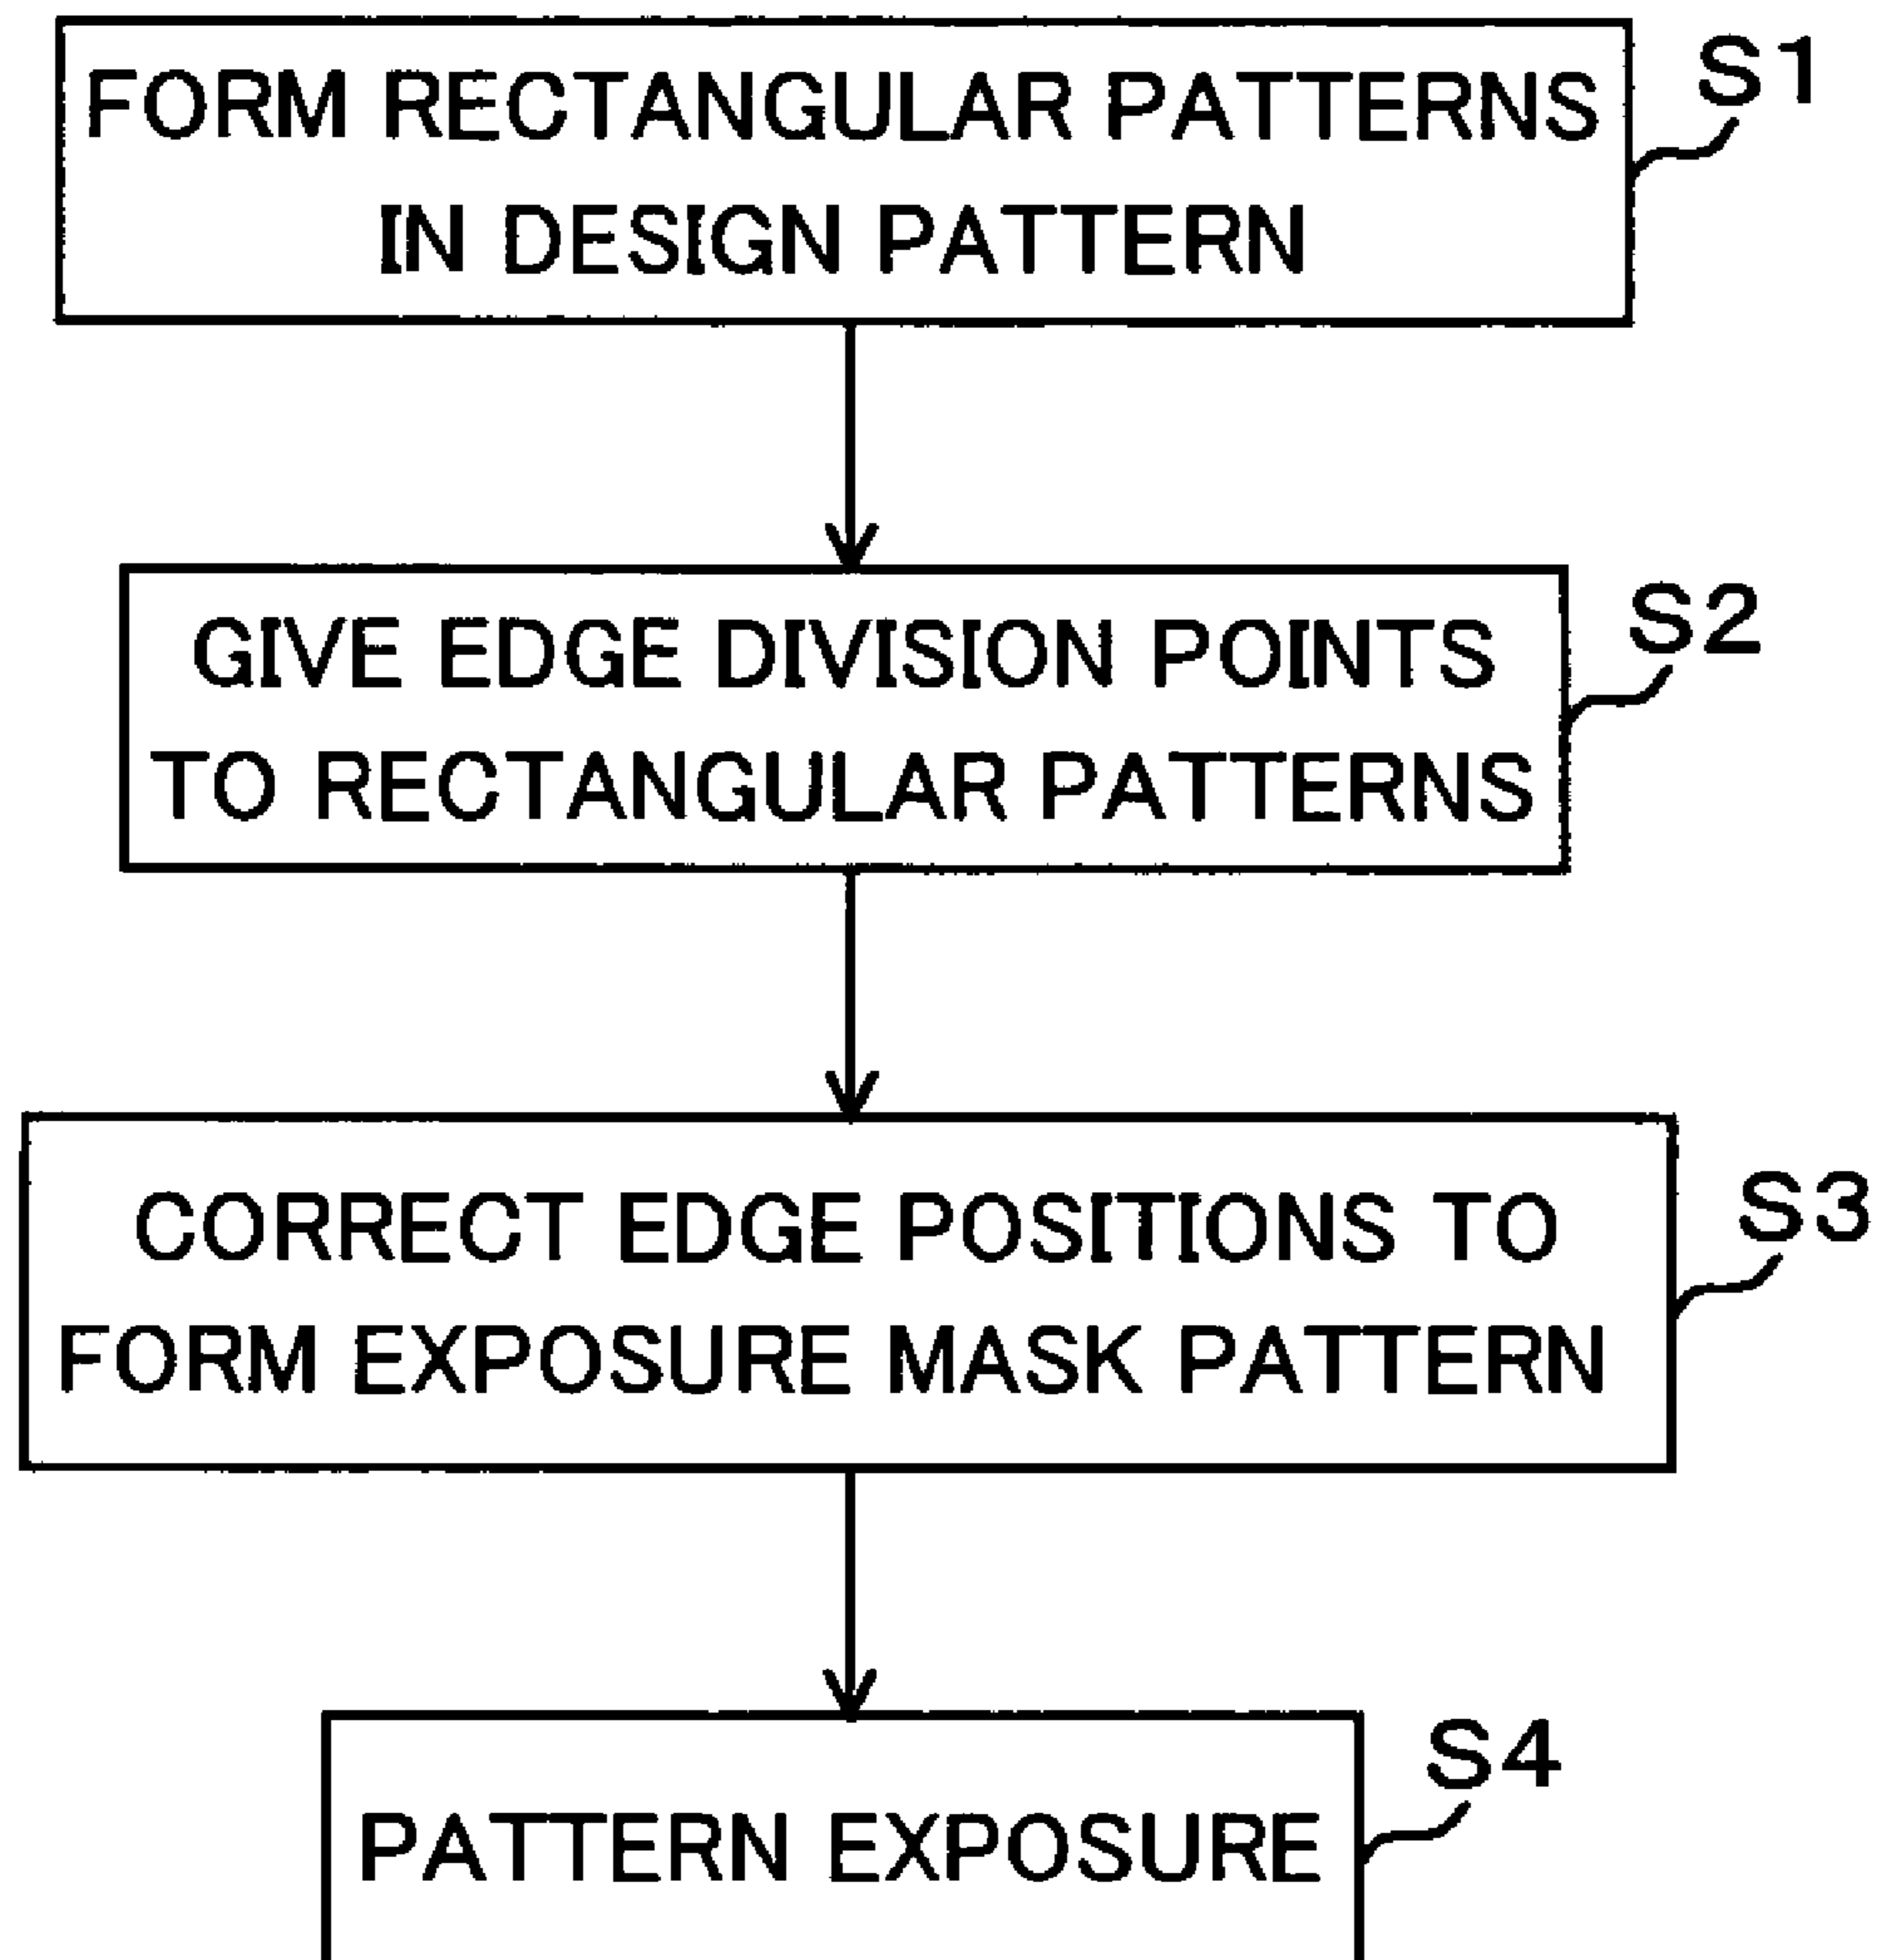 FORM RECTANGULAR PATTERNS
IN DESIGN PATTERN
S1
GIVE EDGE DIVISION POINTS
TO RECTANGULAR PATTERNS
S2
CORRECT EDGE POSITIONS TO
FORM EXPOSURE MASK PATTERN
S3
PATTERN EXPOSURE
S4